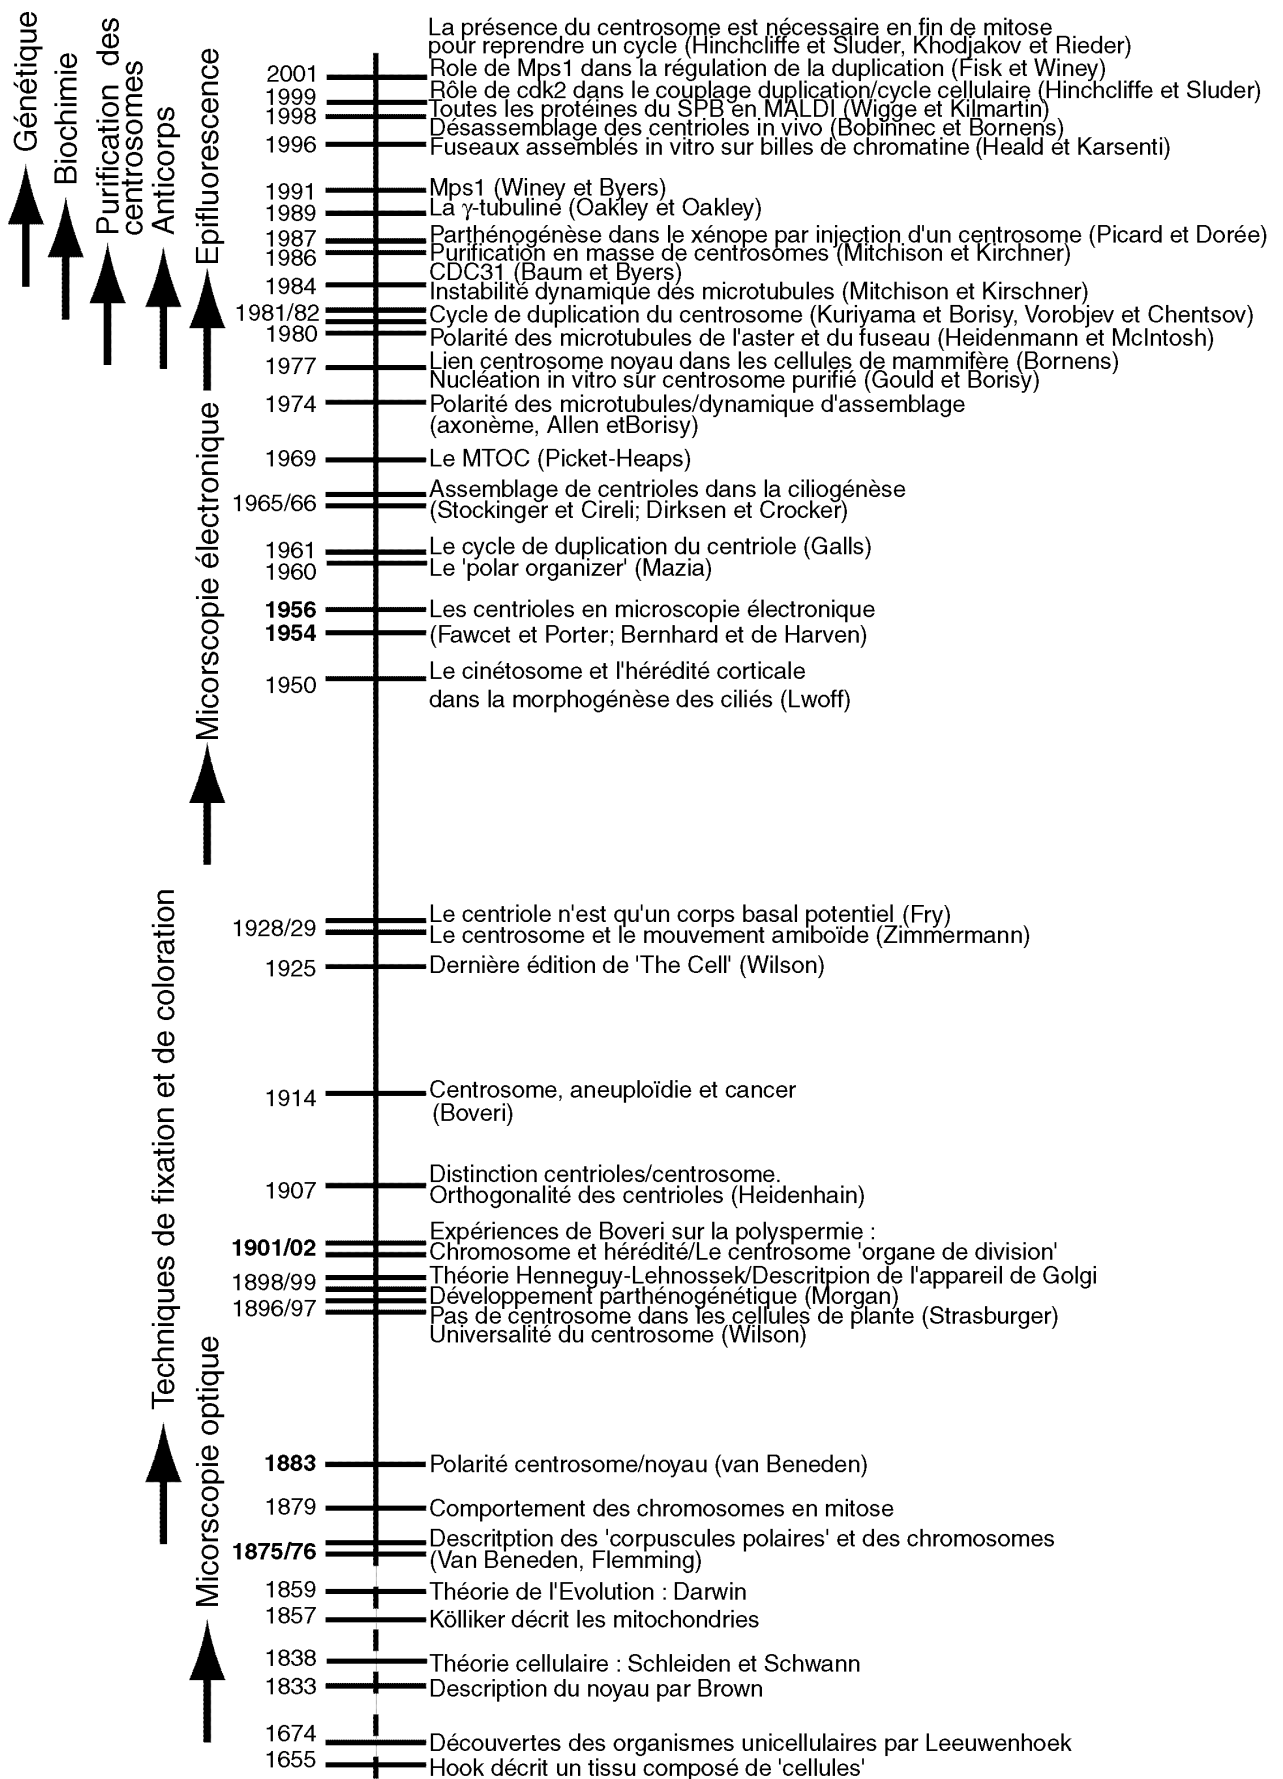 Génétique
Biochimie
Purification des
centrosomes
Anticorps
Epifluorescence
Micorscopie électronique
Techniques de fixation et de coloration
Micorscopie optique
La présence du centrosome est nécessaire en fin de mitose
pour reprendre un cycle (Hinchcliffe et Sluder, Khodjakov et Rieder)
2001 Role de Mps1 dans la régulation de la duplication (Fisk et Winey)
1999 Rôle de cdk2 dans le couplage duplication/cycle cellulaire (Hinchcliffe et Sluder)
1998 Toutes les protéines du SPB en MALDI (Wigge et Kilmartin)
Désassemblage des centrioles in vivo (Bobinnec et Bornens)
1996 Fuseaux assemblés in vitro sur billes de chromatine (Heald et Karsenti)
1991 Mps1 (Winey et Byers)
1989 La γ-tubuline (Oakley et Oakley)
1987 Parthénogénèse dans le xénope par injection d'un centrosome (Picard et Dorée)
1986 Purification en masse de centrosomes (Mitchison et Kirchner)
CDC31 (Baum et Byers)
1984 Instabilité dynamique des microtubules (Mitchison et Kirschner)
1981/82 Cycle de duplication du centrosome (Kuriyama et Borisy, Vorobjev et Chentsov)
1980 Polarité des microtubules de l'aster et du fuseau (Heidenmann et McIntosh)
1977 Lien centrosome noyau dans les cellules de mammifère (Bornens)
Nucléation in vitro sur centrosome purifié (Gould et Borisy)
1974 Polarité des microtubules/dynamique d'assemblage
(axonème, Allen etBorisy)
1969 Le MTOC (Picket-Heaps)
1965/66 Assemblage de centrioles dans la ciliogénèse
(Stockinger et Cireli; Dirksen et Crocker)
1961 Le cycle de duplication du centriole (Galls)
1960 Le 'polar organizer' (Mazia)
1956 Les centrioles en microscopie électronique
1954 (Fawcet et Porter; Bernhard et de Harven)
1950 Le cinétosome et l'hérédité corticale
dans la morphogénèse des ciliés (Lwoff)
1928/29 Le centriole n'est qu'un corps basal potentiel (Fry)
Le centrosome et le mouvement amiboïde (Zimmermann)
1925 Dernière édition de 'The Cell' (Wilson)
1914 Centrosome, aneuploïdie et cancer
(Boveri)
1907 Distinction centrioles/centrosome.
Orthogonalité des centrioles (Heidenhain)
Expériences de Boveri sur la polyspermie :
1901/02 Chromosome et hérédité/Le centrosome 'organe de division'
1898/99 Théorie Henneguy-Lehnossek/Descritpion de l'appareil de Golgi
Développement parthénogénétique (Morgan)
1896/97 Pas de centrosome dans les cellules de plante (Strasburger)
Universalité du centrosome (Wilson)
1883 Polarité centrosome/noyau (van Beneden)
1879 Comportement des chromosomes en mitose
1875/76 Descritption des 'corpuscules polaires' et des chromosomes
(Van Beneden, Flemming)
1859 Théorie de l'Evolution : Darwin
1857 Kölliker décrit les mitochondries
1838 Théorie cellulaire : Schleiden et Schwann
1833 Description du noyau par Brown
1674 Découvertes des organismes unicellulaires par Leeuwenhoek
1655 Hook décrit un tissu composé de 'cellules'